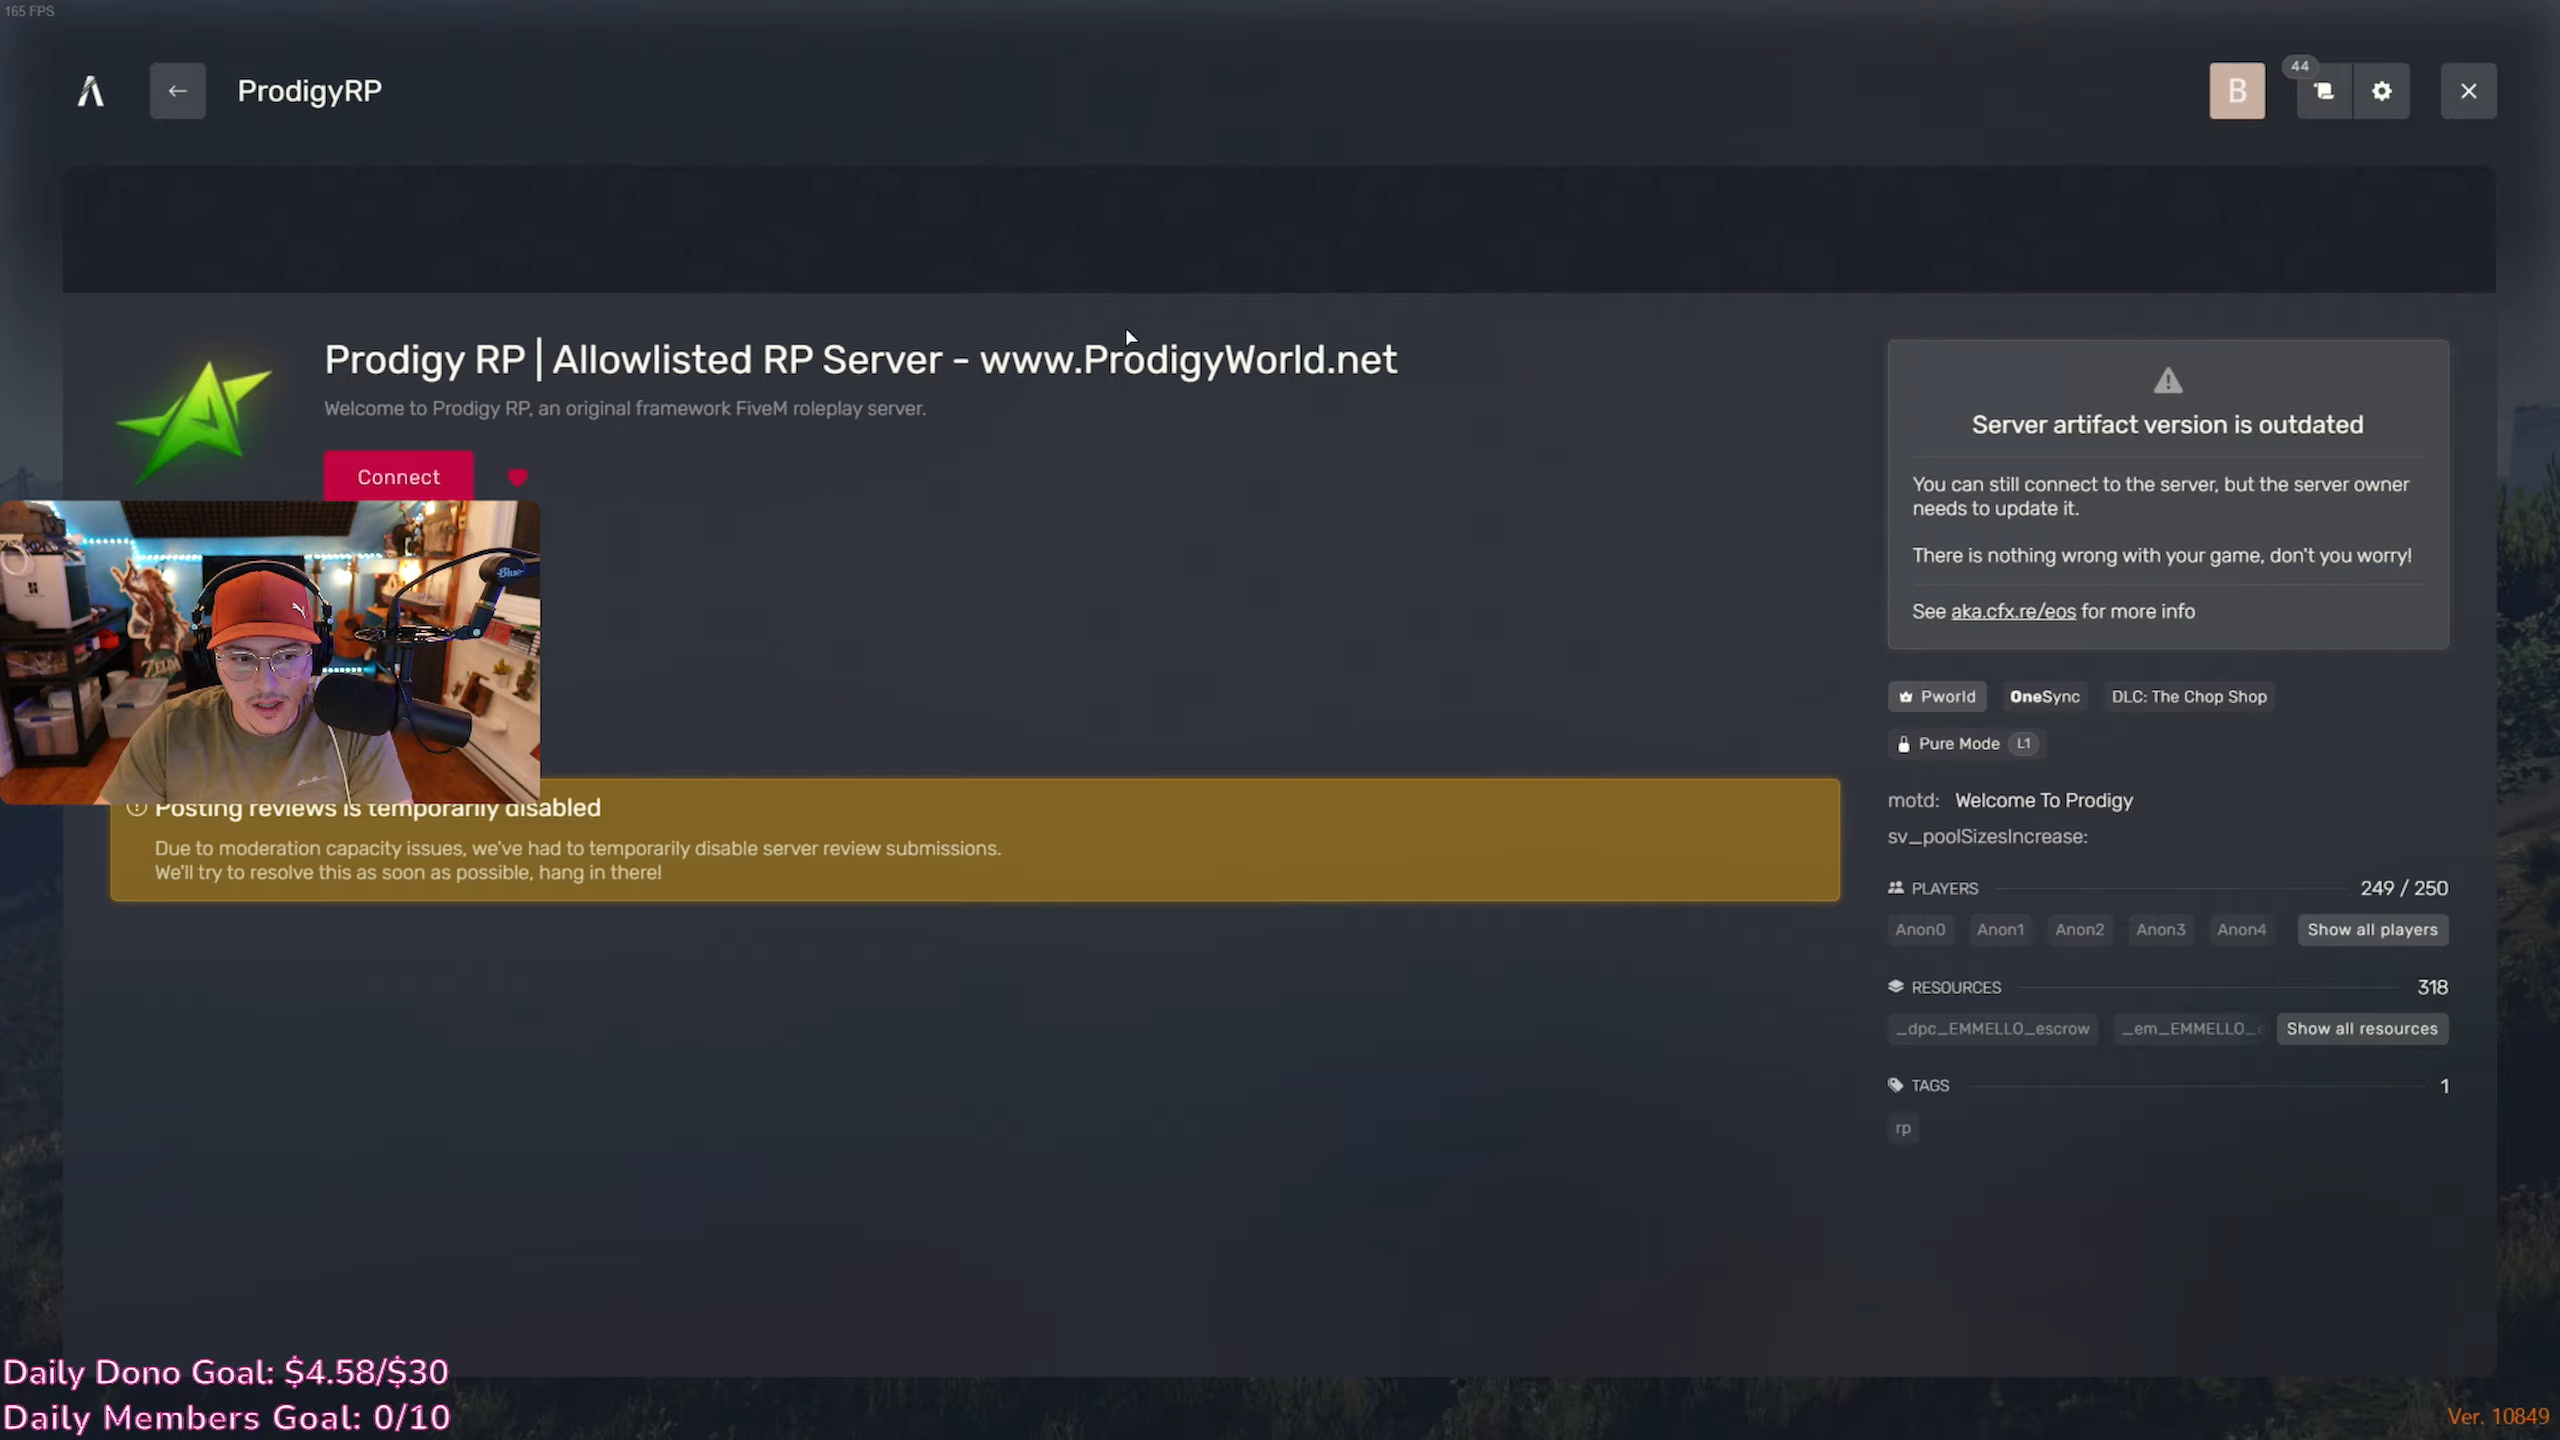 165 FPS
ProdigyRP
B
44
Prodigy RP | Allowlisted RP Server - www.ProdigyWorld.net
Welcome to Prodigy RP, an original framework FiveM roleplay server.
Connect
Server artifact version is outdated
You can still connect to the server, but the server owner
needs to update it.
There is nothing wrong with your game, don't you worry!
See aka.cfx.re/eos for more info
Pworld
OneSync
DLC: The Chop Shop
Pure Mode L1
motd: Welcome To Prodigy
sv_poolSizesIncrease:
PLAYERS 249 / 250
Anon0 Anon1 Anon2 Anon3 Anon4 Show all players
RESOURCES 318
_dpc_EMMELLO_escrow _em_EMMELLO_e Show all resources
TAGS 1
rp
Blue
ZELDA
Posting reviews is temporarily disabled
Due to moderation capacity issues, we've had to temporarily disable server review submissions.
We'll try to resolve this as soon as possible, hang in there!
Daily Dono Goal: $4.58/$30
Daily Members Goal: 0/10
Ver. 10849